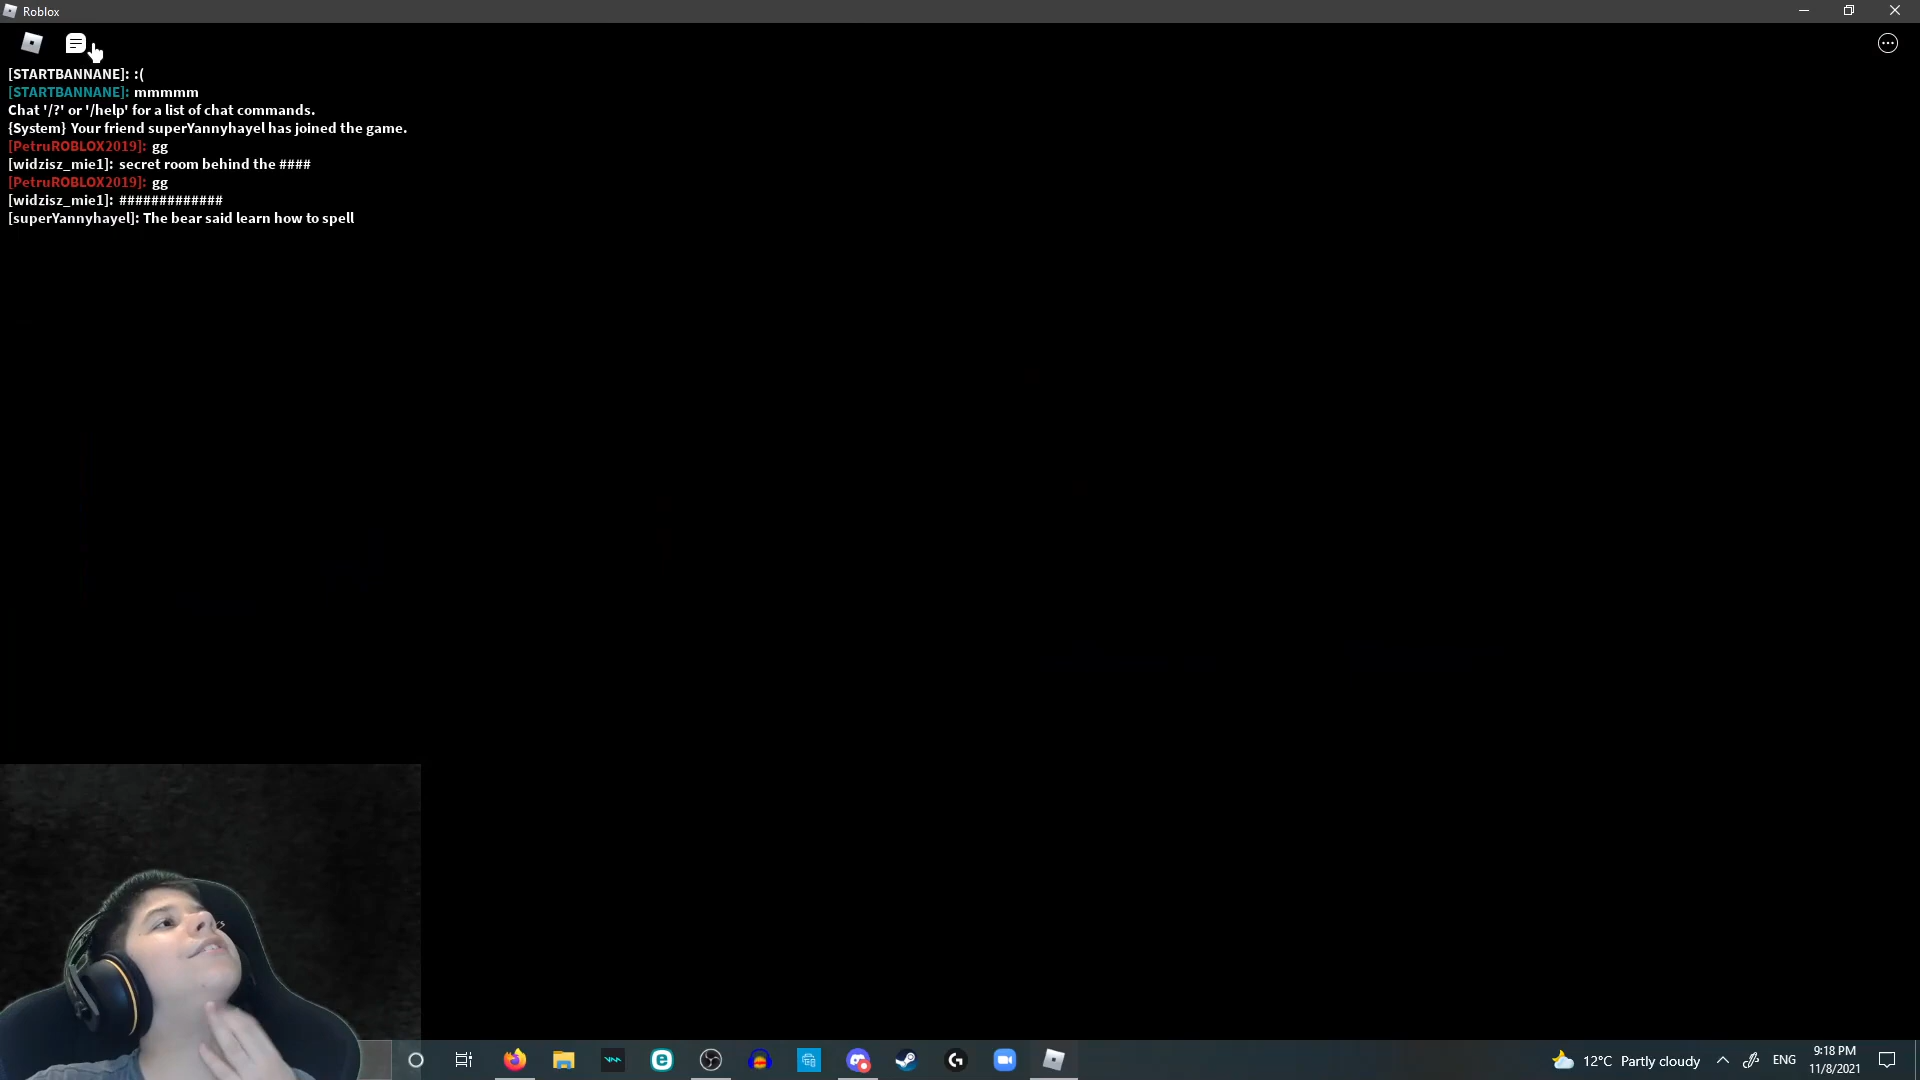 Roblox
[STARTBANNANE]: :(
[STARTBANNANE]: mmmmm
Chat '/?' or '/help' for a list of chat commands.
{System} Your friend superYannyhayel has joined the game.
[PetruROBLOX2019]: gg
[widzisz_mie1]: secret room behind the ####
[PetruROBLOX2019]: gg
[widzisz_mie1]: #############
[superYannyhayel]: The bear said learn how to spell
12°C Partly cloudy
ENG
9:18 PM
11/8/2021